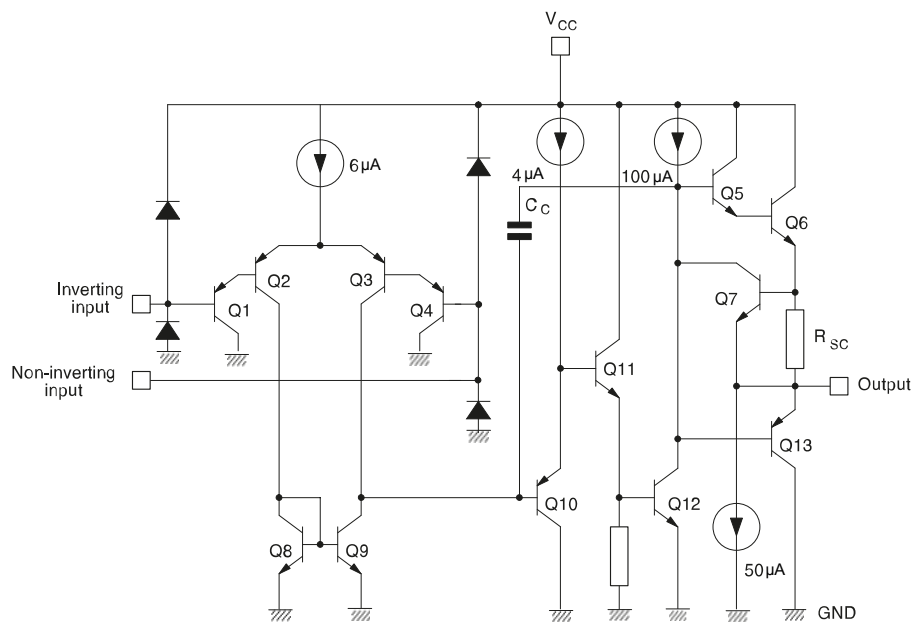 VCC
6µA
4µA
100µA
CC
Q5
Q6
Q2
Q3
Q1
Q4
Q7
Inverting
input
RSC
Non-inverting
input
Q11
Output
Q13
Q10
Q12
Q8
Q9
50µA
GND